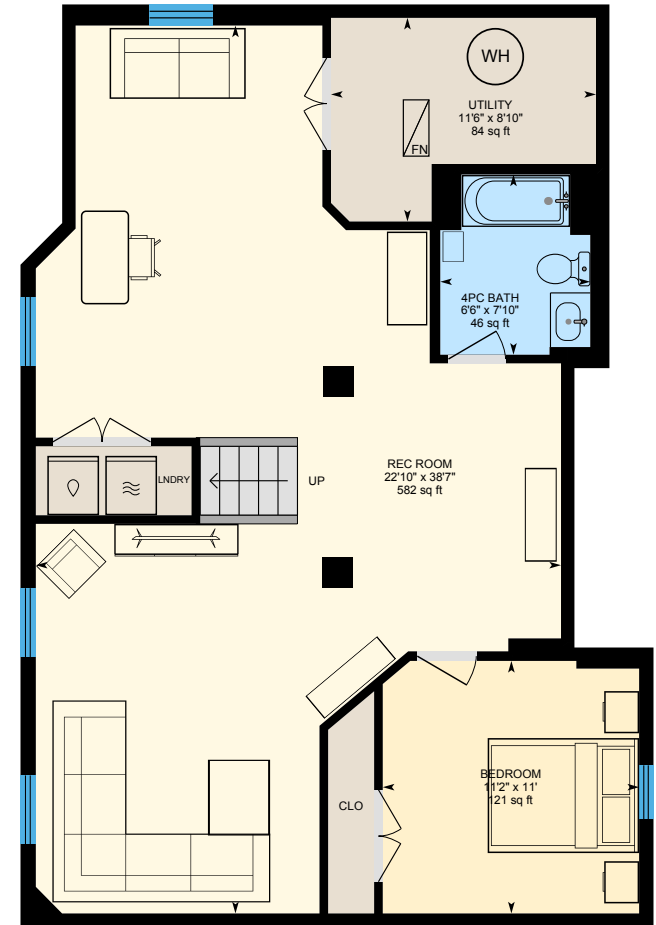 WH
UTILITY
11'6" x 8'10"
84 sq ft
FN
4PC BATH
6'6" x 7'10"
46 sq ft
REC ROOM
22'10" x 38'7"
582 sq ft
LNDRY
UP
BEDROOM
11'2" x 11'
121 sq ft
CLO